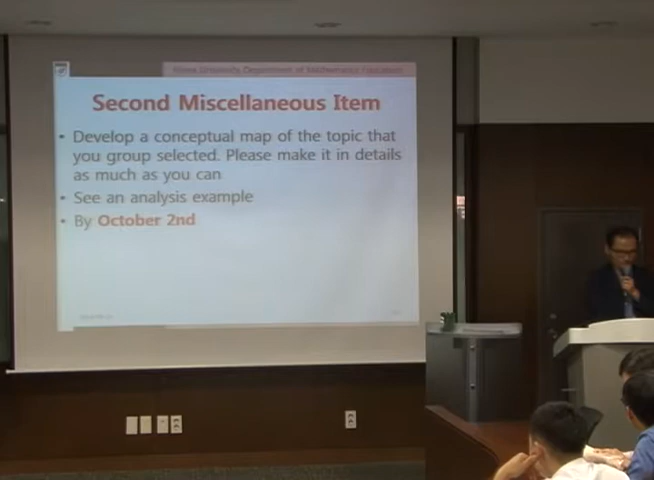 University Department of Mathematics Education
Second Miscellaneous Item
• Develop a conceptual map of the topic that
you group selected. Please make it in details
as much as you can
• See an analysis example
• By October 2nd